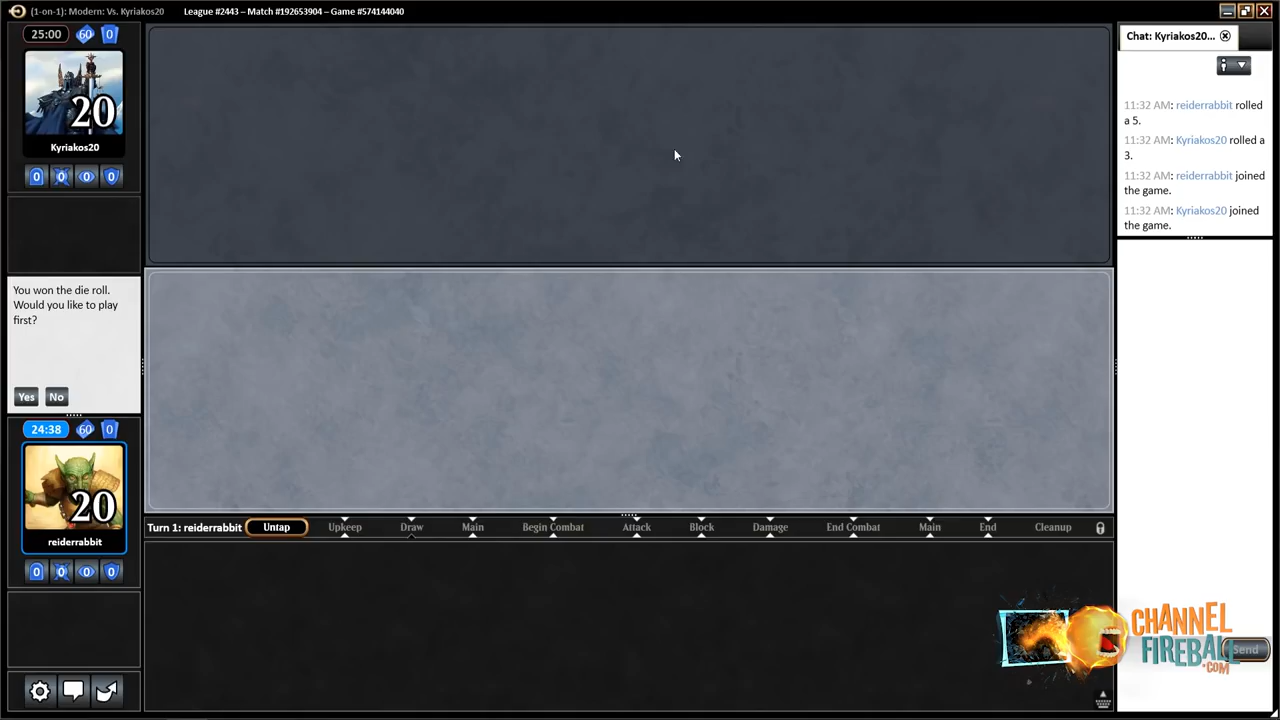 (1-on-1): Modern: Vs. Kyriakos20
League #2443 – Match #192653904 – Game #574144040
25:00 60 0
20
Kyriakos20
0 0 0 0
You won the die roll.
Would you like to play
first?
Yes No
24:38 60 0
20
reiderrabbit
0 0 0 0
Turn 1: reiderrabbit Untap Upkeep Draw Main Begin Combat Attack Block Damage End Combat Main End Cleanup
Chat: Kyriakos20...
11:32 AM: reiderrabbit rolled
a 5.
11:32 AM: Kyriakos20 rolled a
3.
11:32 AM: reiderrabbit joined
the game.
11:32 AM: Kyriakos20 joined
the game.
CHANNEL
FIREBALL
.COM
Send